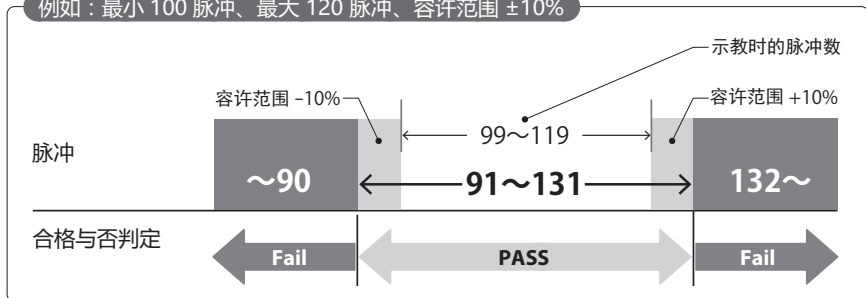 例如：最小 100 脉冲、最大 120 脉冲、容许范围 ±10%
示教时的脉冲数
容许范围 –10%
容许范围 +10%
99～119
脉冲
～90
91～131
132～
合格与否判定
Fail
PASS
Fail